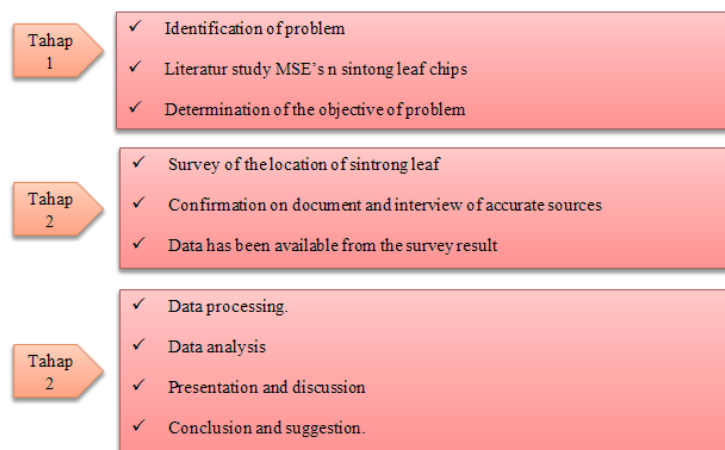 Tahap
1
✓ Identification of problem
✓ Literatur study MSE's n sintong leaf chips
✓ Determination of the objective of problem
Tahap
2
✓ Survey of the location of sintrong leaf
✓ Confirmation on document and interview of accurate sources
✓ Data has been available from the survey result
Tahap
2
✓ Data processing.
✓ Data analysis
✓ Presentation and discussion
✓ Conclusion and suggestion.